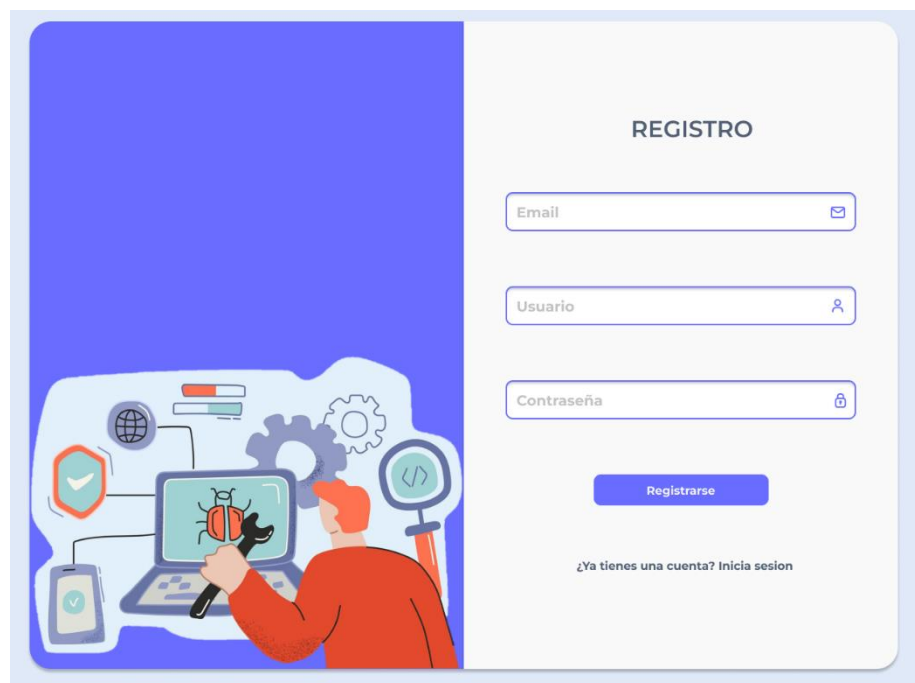 REGISTRO
Email
Usuario
Contraseña
Registrarse
¿Ya tienes una cuenta? Inicia sesion